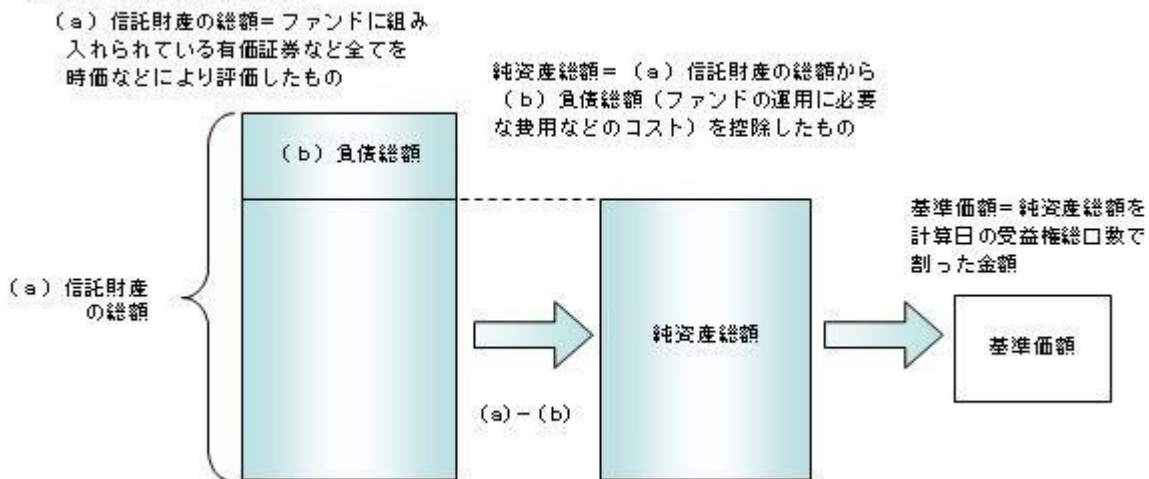 (a) 信託財産の総額＝ファンドに組み
入れられている有価証券など全てを
時価などにより評価したもの
純資産総額＝（a）信託財産の総額から
（b）負債総額（ファンドの運用に必要
な費用などのコスト）を控除したもの
（b）負債総額
基準価額＝純資産総額を
計算日の受益権総口数で
割った金額
（a）信託財産
の総額
純資産総額
基準価額
(a)－(b)